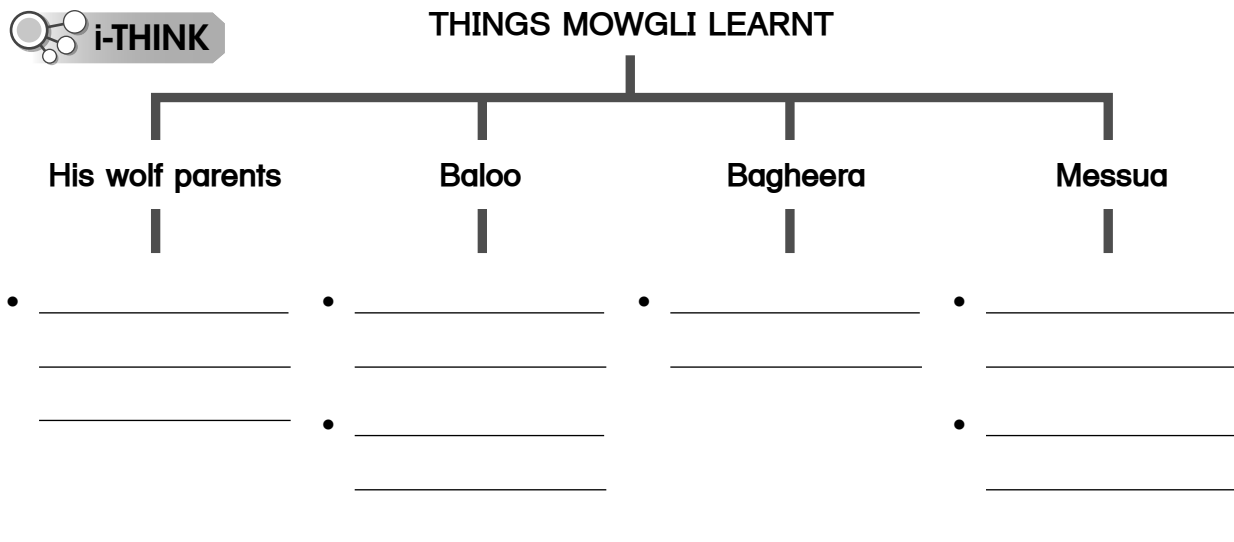 i-THINK
THINGS MOWGLI LEARNT
His wolf parents
Baloo
Bagheera
Messua